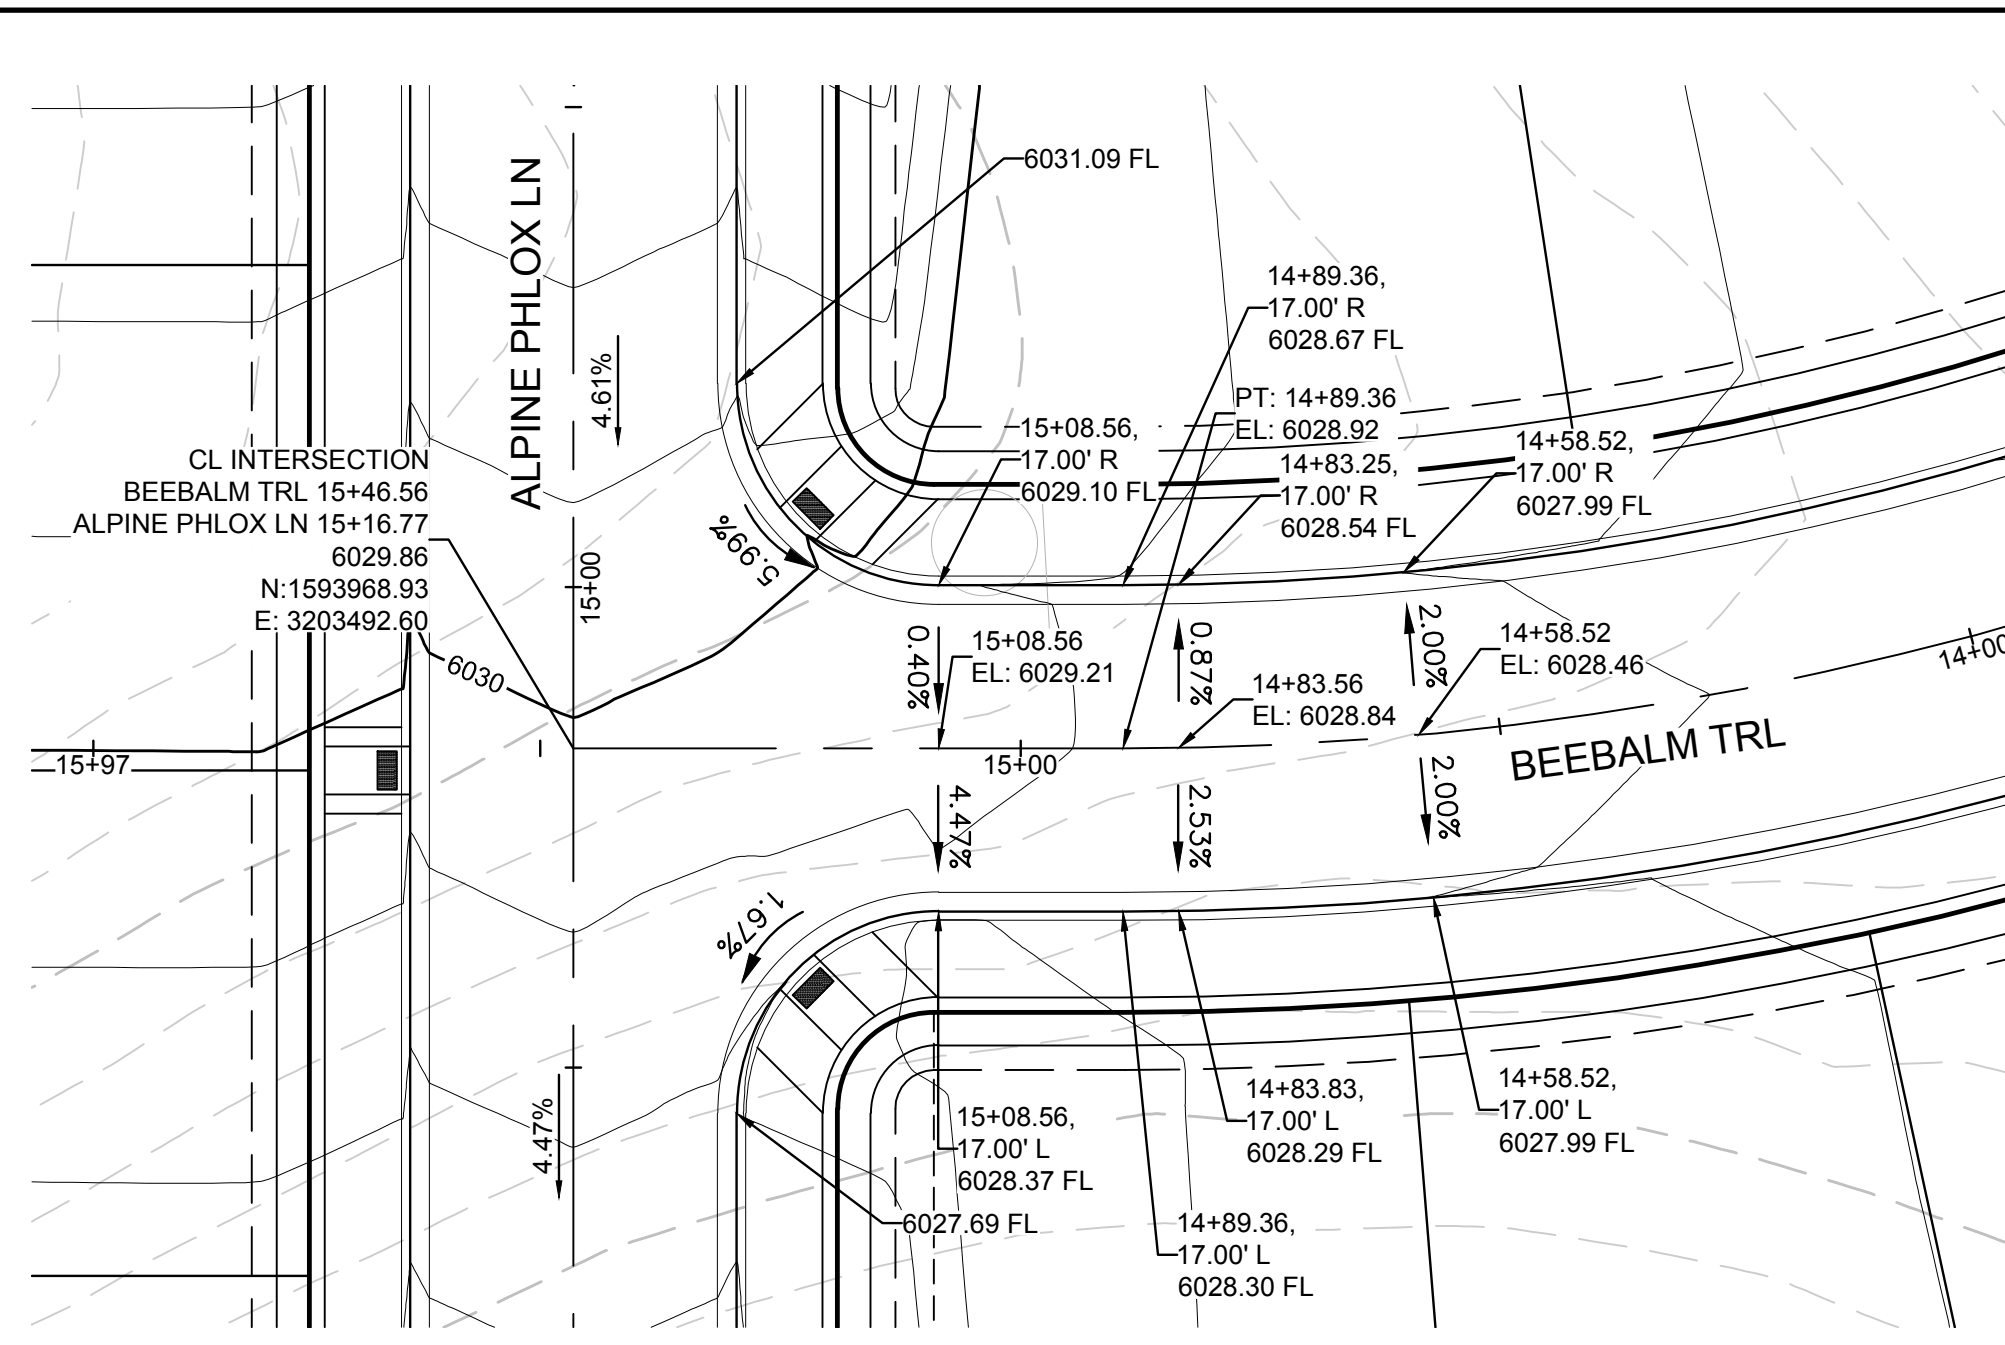 6031.09 FL
ALPINE PHLOX LN
4.61%
14+89.36,
17.00' R
6028.67 FL
PT: 14+89.36
EL: 6028.92
15+08.56,
17.00' R
6029.10 FL
14+83.25,
17.00' R
6028.54 FL
14+58.52,
17.00' R
6027.99 FL
CL INTERSECTION
BEEBALM TRL 15+46.56
ALPINE PHLOX LN 15+16.77
6029.86
N:1593968.93
E: 3203492.60
5.99%
15+00
6030
0.40%
15+08.56
EL: 6029.21
0.87%
14+83.56
EL: 6028.84
2.00%
14+58.52
EL: 6028.46
14+00
15+97
15+00
BEEBALM TRL
4.47%
2.53%
2.00%
1.67%
4.47%
15+08.56,
17.00' L
6028.37 FL
14+83.83,
17.00' L
6028.29 FL
14+58.52,
17.00' L
6027.99 FL
6027.69 FL
14+89.36,
17.00' L
6028.30 FL